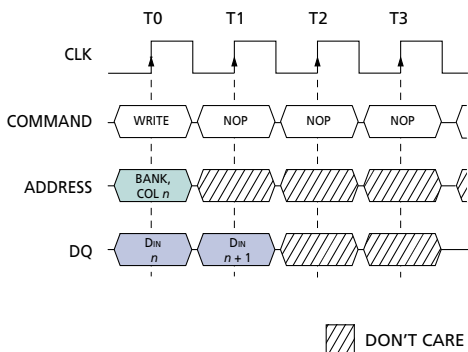 T0 T1 T2 T3
CLK
COMMAND WRITE NOP NOP NOP
ADDRESS BANK,
COL n
DQ DIN DIN
n n + 1
DON'T CARE